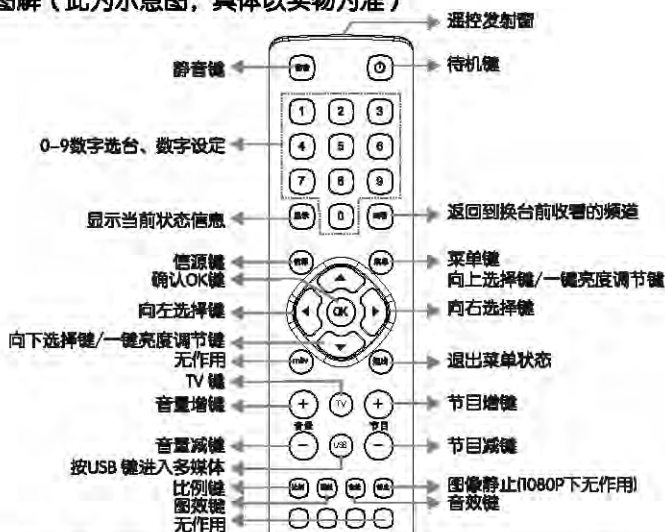 图解（此为示意图，具体以实物为准）
遥控发射窗
静音键
待机键
1 2 3
0-9数字选台、数字设定
4 5 6
7 8 9
显示当前状态信息
显示
0
返回到换台前收看的频道
信源键
菜单键
确认OK键
向上选择键/一键亮度调节键
向左选择键
OK
向右选择键
向下选择键/一键亮度调节键
无作用
退出菜单状态
TV 键
音量增键
+
TV
+
节目增键
音量
节目
音量减键
−
USB
−
节目减键
按USB 键进入多媒体
比例键
图像静止(1080P下无作用)
图效键
音效键
无作用